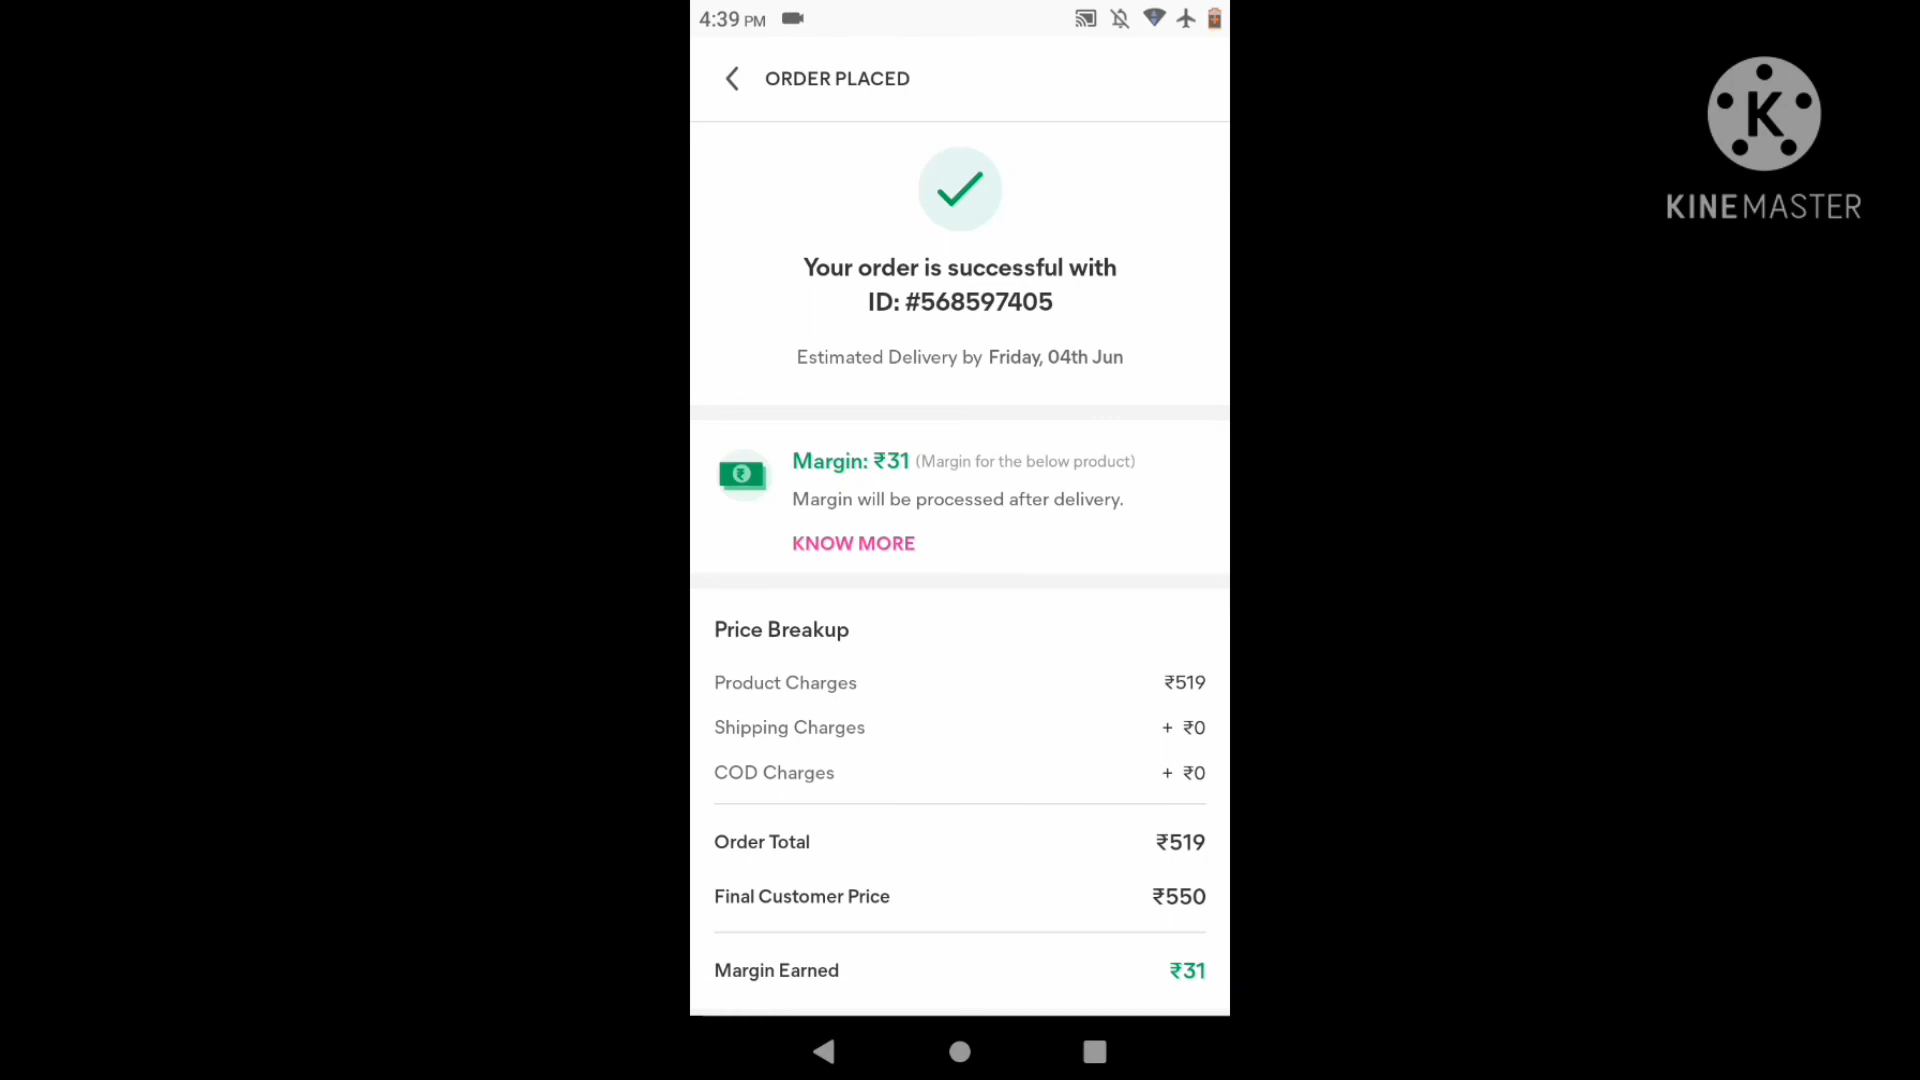 4:39 PM
ORDER PLACED
K
KINEMASTER
Your order is successful with
ID: #568597405
Estimated Delivery by Friday, 04th Jun
Margin: ₹31 (Margin for the below product)
Margin will be processed after delivery.
KNOW MORE
Price Breakup
Product Charges ₹519
Shipping Charges + ₹0
COD Charges + ₹0
Order Total ₹519
Final Customer Price ₹550
Margin Earned ₹31